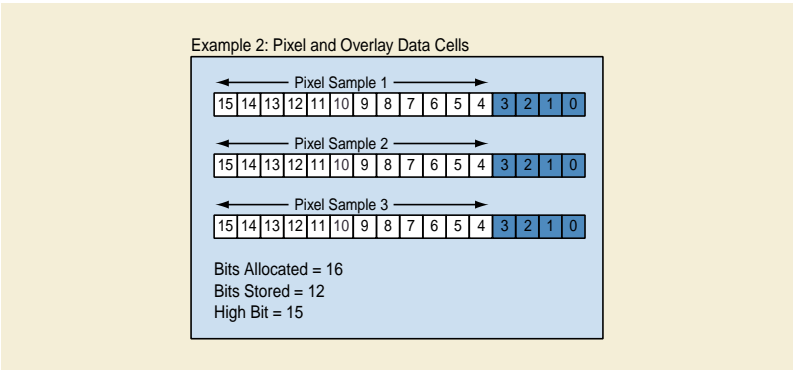 Example 2: Pixel and Overlay Data Cells
Pixel Sample 1
15 14 13 12 11 10 9 8 7 6 5 4 3 2 1 0
Pixel Sample 2
15 14 13 12 11 10 9 8 7 6 5 4 3 2 1 0
Pixel Sample 3
15 14 13 12 11 10 9 8 7 6 5 4 3 2 1 0
Bits Allocated = 16
Bits Stored = 12
High Bit = 15